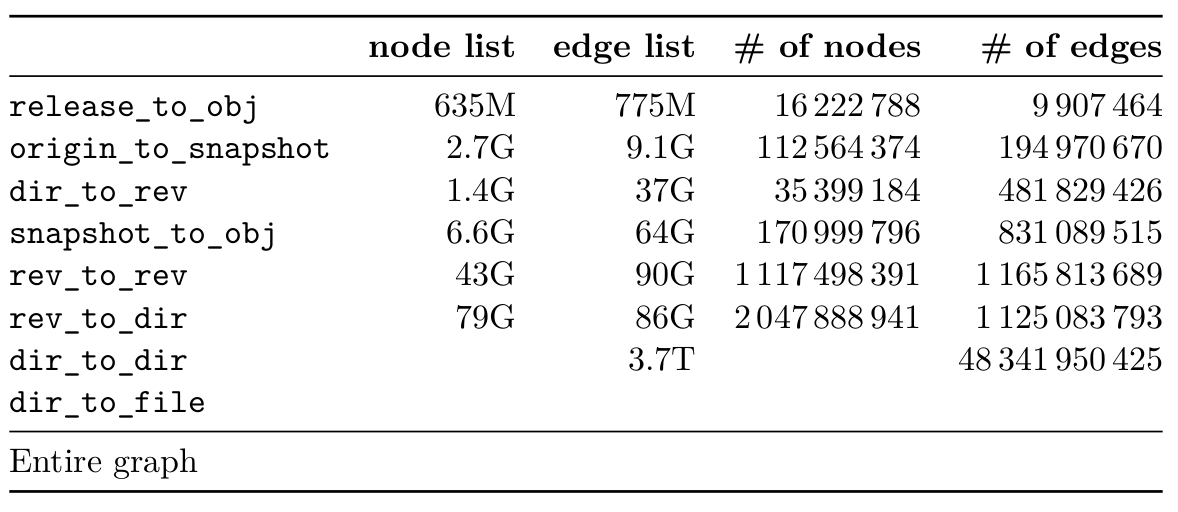 node list edge list # of nodes # of edges
release_to_obj 635M 775M 16 222 788 9 907 464
origin_to_snapshot 2.7G 9.1G 112 564 374 194 970 670
dir_to_rev 1.4G 37G 35 399 184 481 829 426
snapshot_to_obj 6.6G 64G 170 999 796 831 089 515
rev_to_rev 43G 90G 1 117 498 391 1 165 813 689
rev_to_dir 79G 86G 2 047 888 941 1 125 083 793
dir_to_dir 3.7T 48 341 950 425
dir_to_file
Entire graph